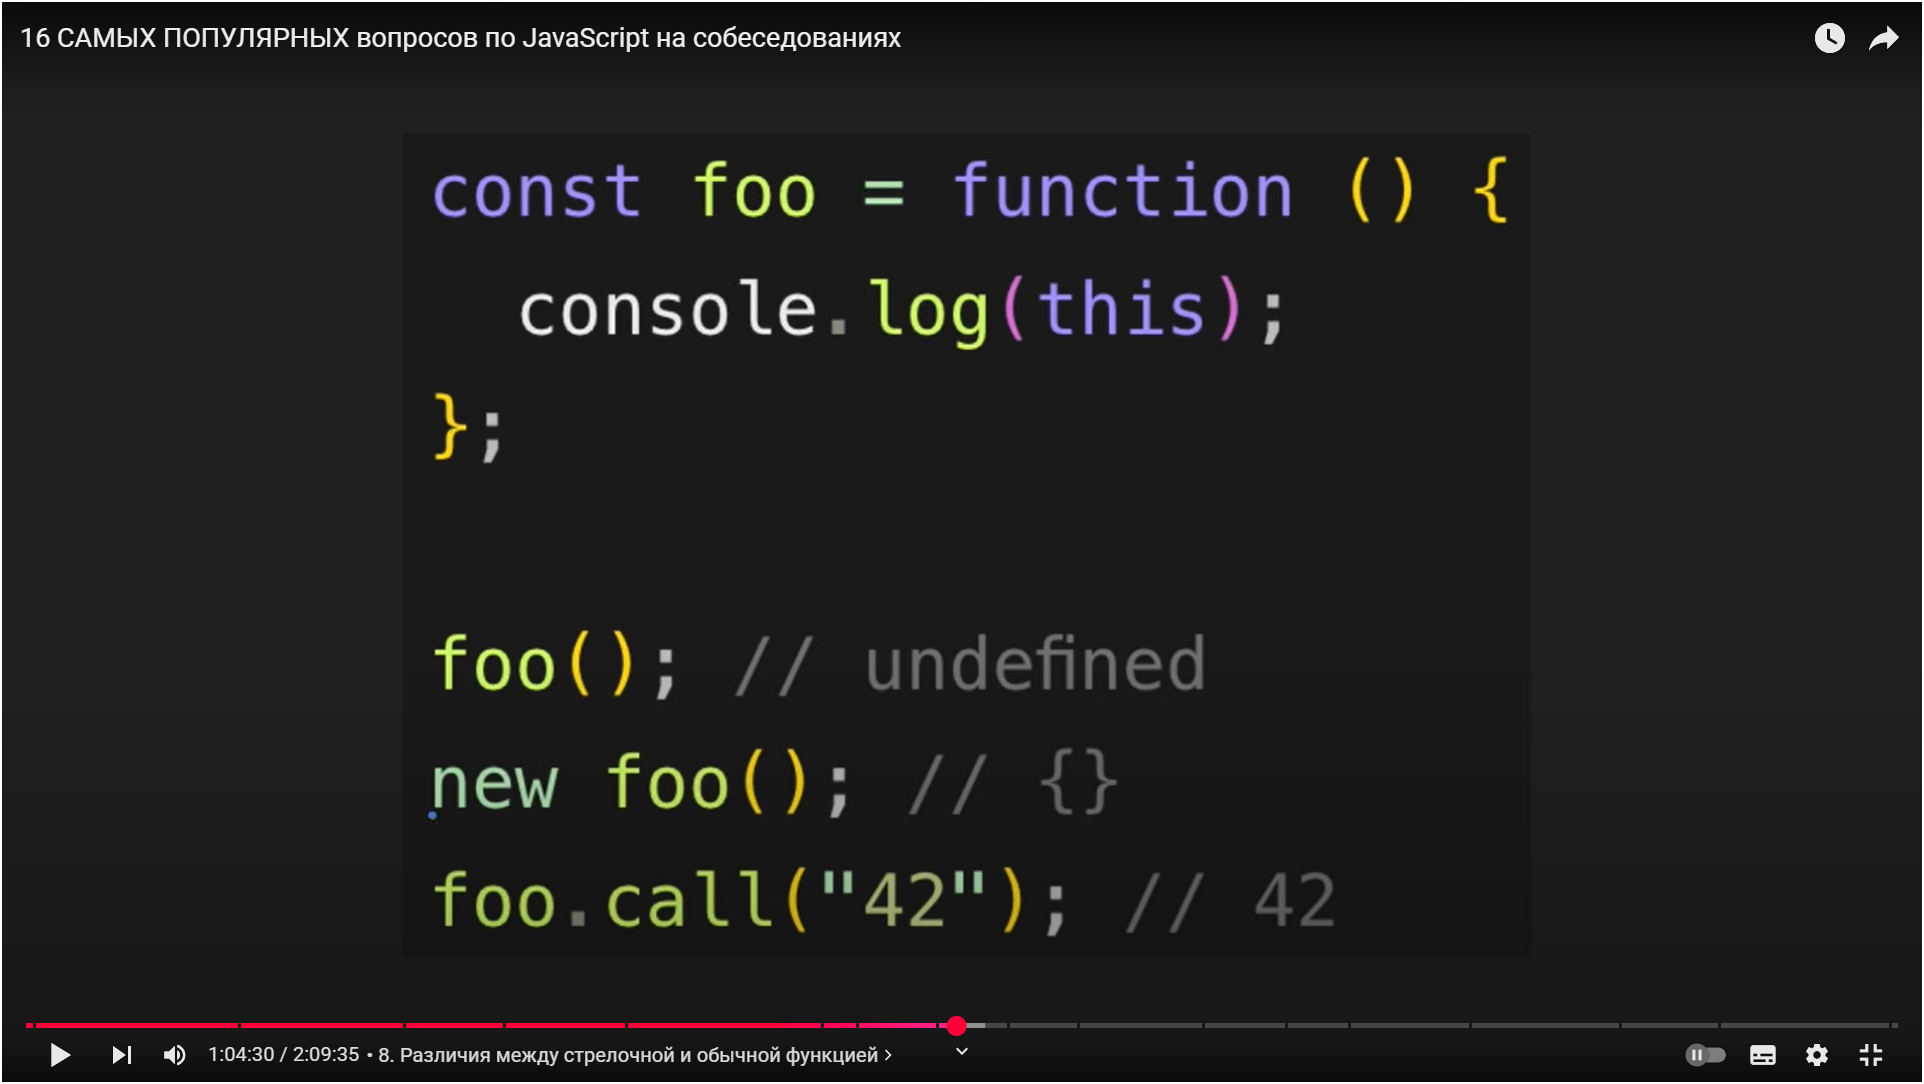 16 САМЫХ ПОПУЛЯРНЫХ вопросов по JavaScript на собеседованиях
const foo = function () {
  console.log(this);
};
foo(); // undefined
new foo(); // {}
foo.call("42"); // 42
1:04:30 / 2:09:35 • 8. Различия между стрелочной и обычной функцией ›